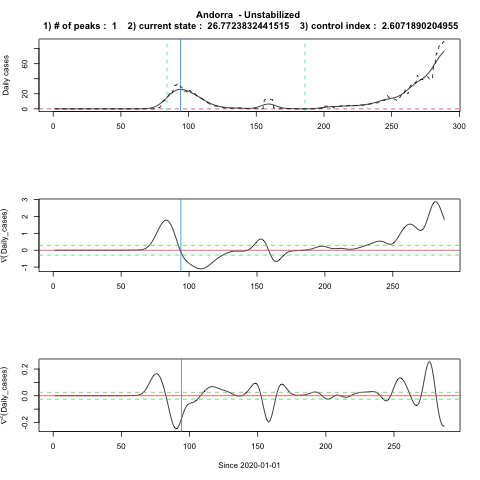 Andorra - Unstabilized
1) # of peaks : 1 2) current state : 26.7723832441515 3) control index : 2.6071890204955
Daily cases
60
20
0
0 50 100 150 200 250 300
∇(Daily_cases)
3
2
1
0
-1
0 50 100 150 200 250
∇²(Daily_cases)
0.2
0.0
-0.2
0 50 100 150 200 250
Since 2020-01-01